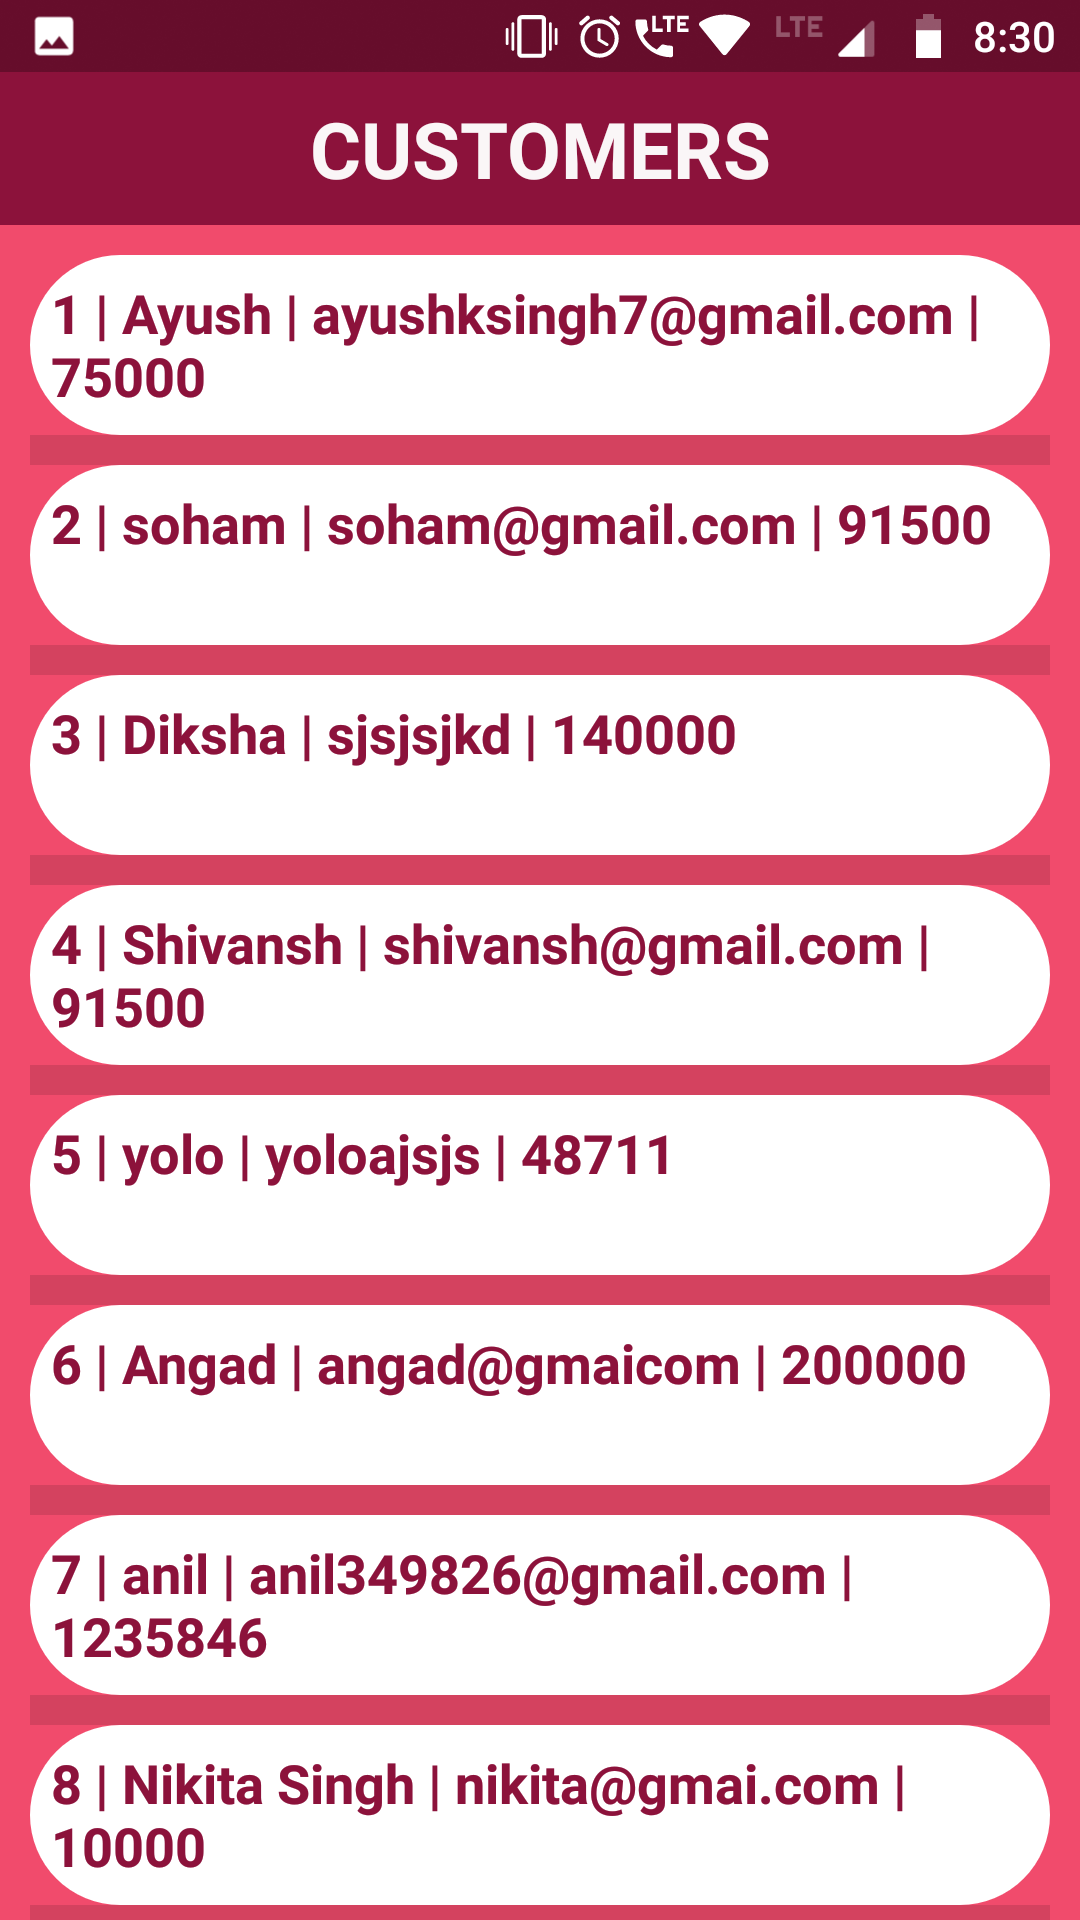 LTE LTE 8:30
CUSTOMERS
1 | Ayush | ayushksingh7@gmail.com |
75000
2 | soham | soham@gmail.com | 91500
3 | Diksha | sjsjsjkd | 140000
4 | Shivansh | shivansh@gmail.com |
91500
5 | yolo | yoloajsjs | 48711
6 | Angad | angad@gmaicom | 200000
7 | anil | anil349826@gmail.com |
1235846
8 | Nikita Singh | nikita@gmai.com |
10000